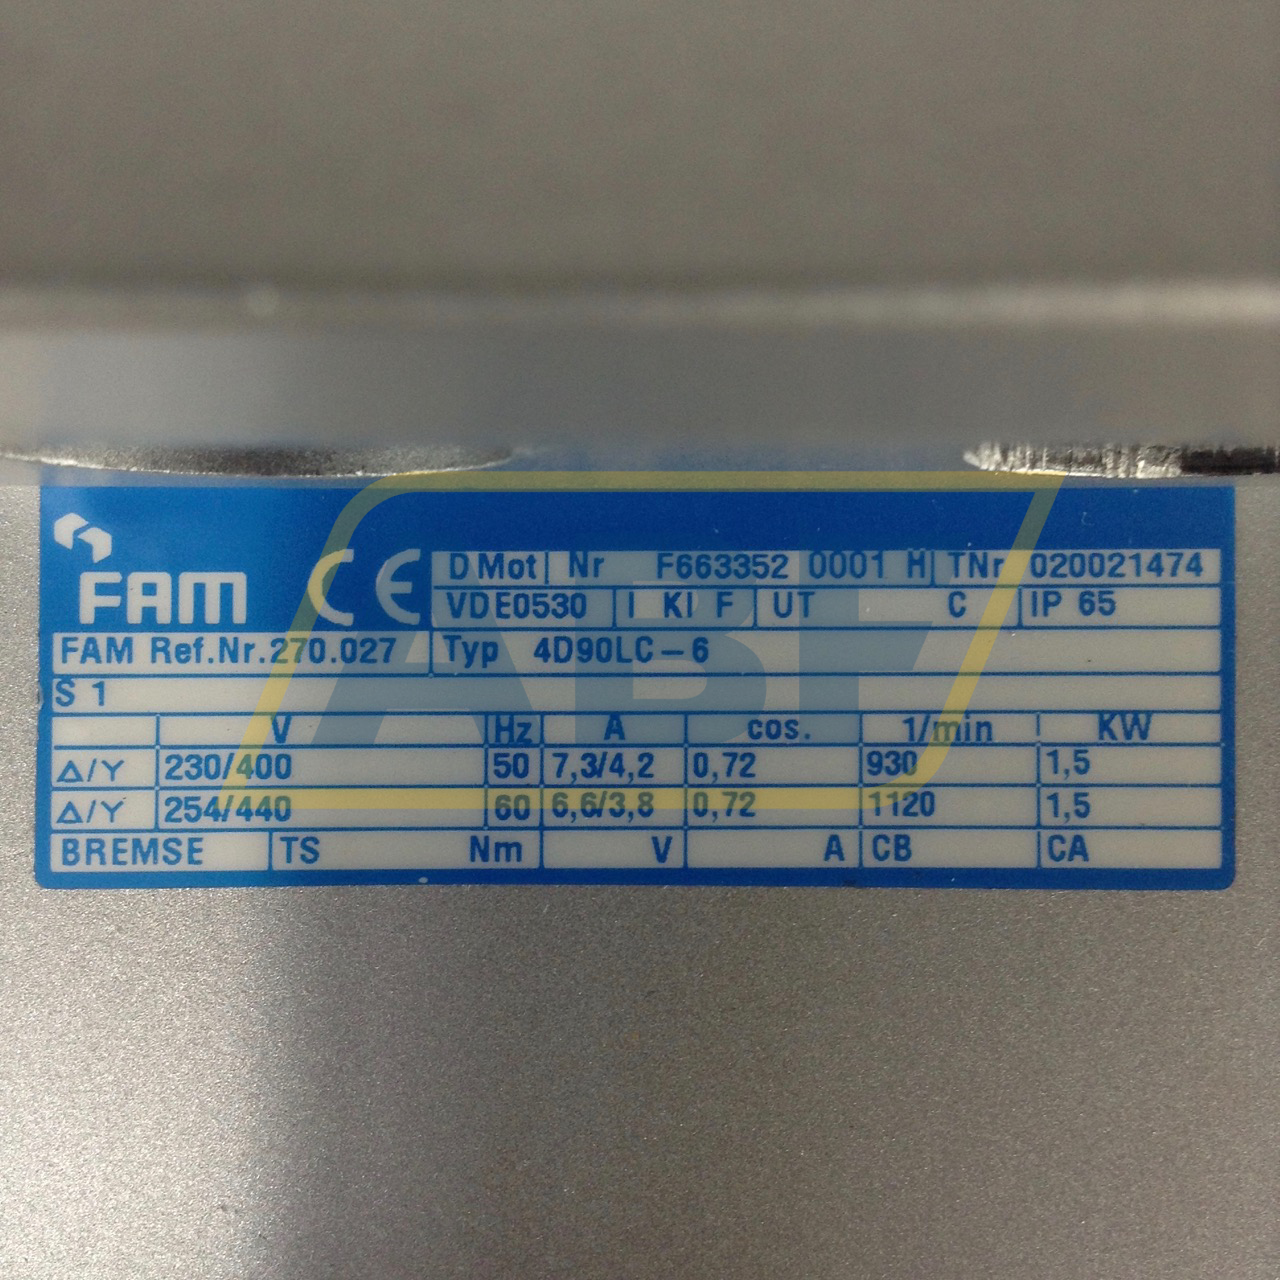 FAM
CE
D Mot Nr F663352 0001 H TNr 020021474
VDE0530 I Kl F UT C IP 65
FAM Ref.Nr.270.027 Typ 4D90LC-6
S 1
V Hz A cos. 1/min KW
Δ/Y 230/400 50 7,3/4,2 0,72 930 1,5
Δ/Y 254/440 60 6,6/3,8 0,72 1120 1,5
BREMSE TS Nm V A CB CA
ABF